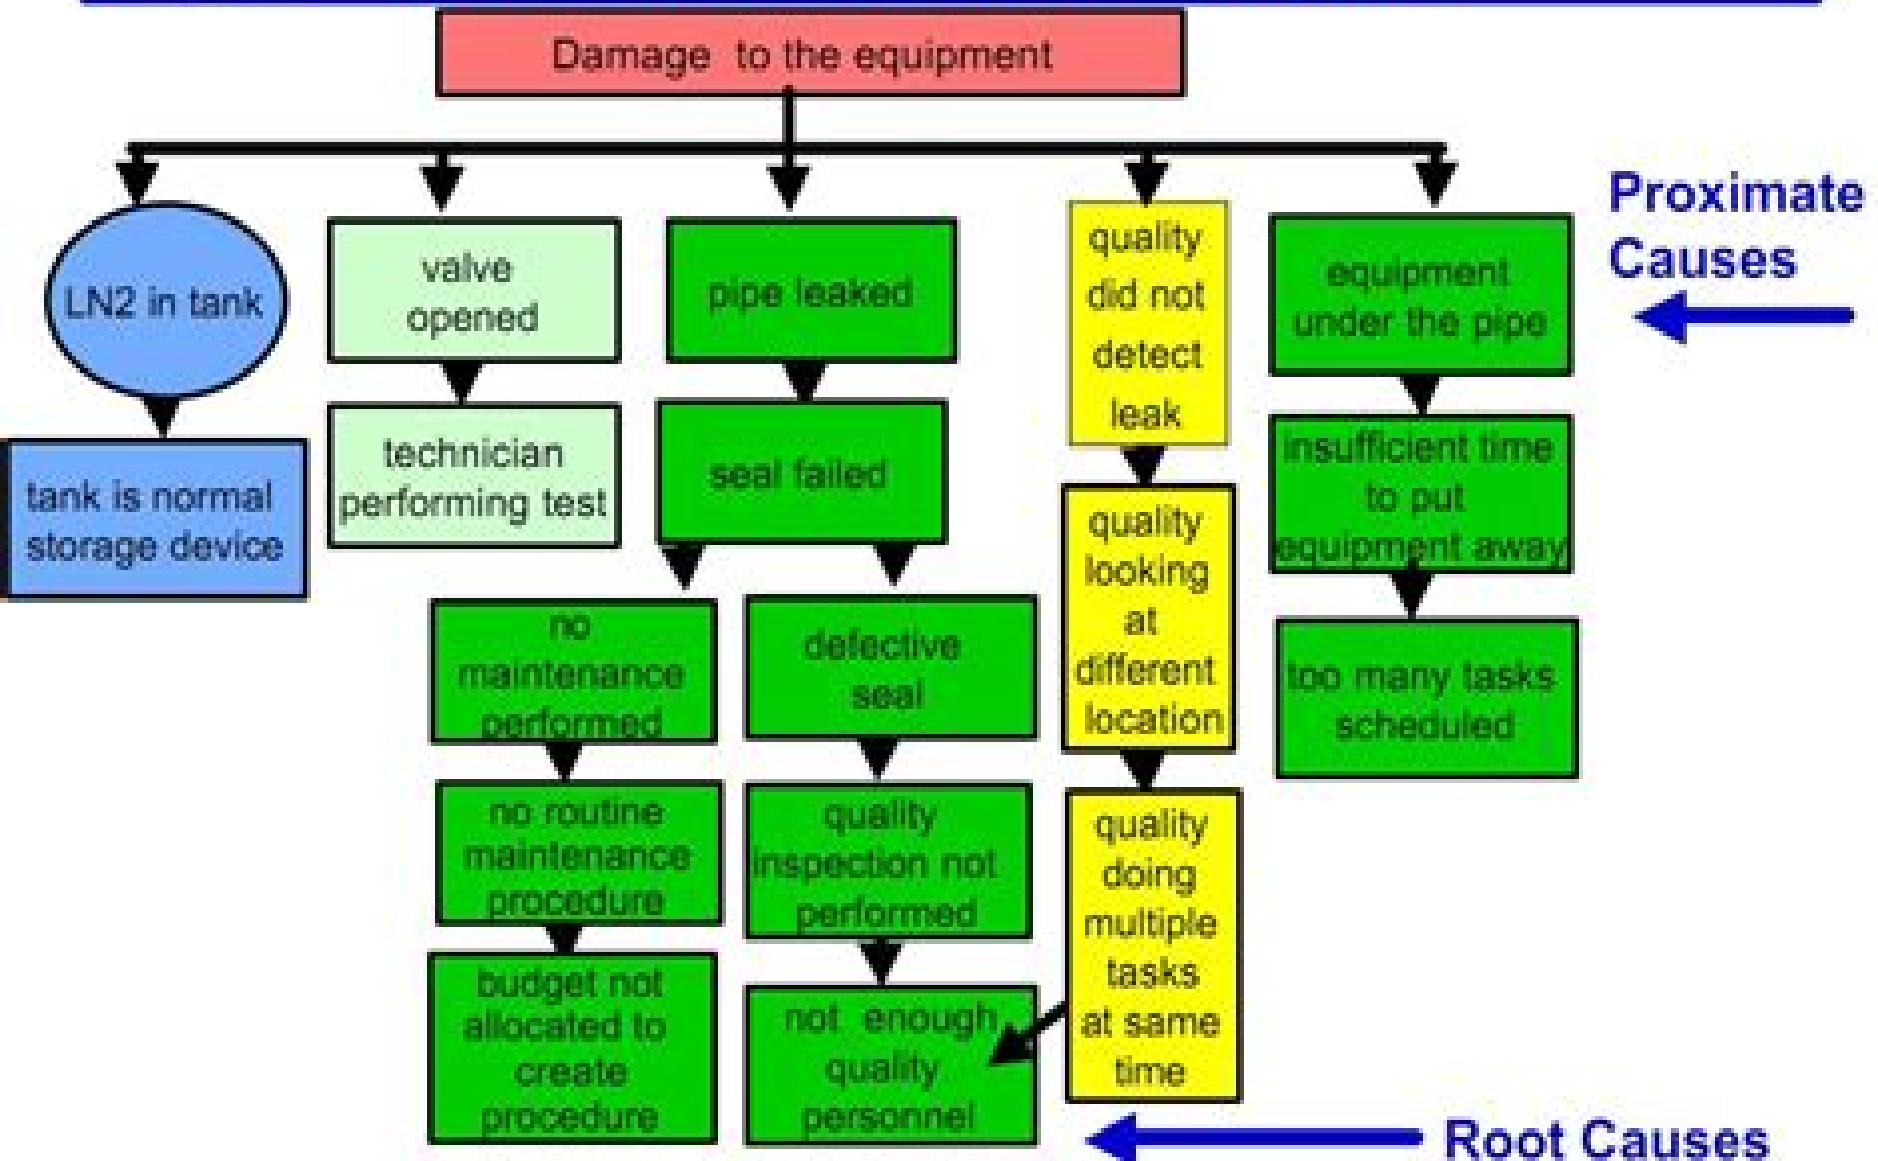 Damage to the equipment
LN2 in tank
tank is normal
storage device
valve
opened
technician
performing test
pipe leaked
seal failed
no
maintenance
performed
no routine
maintenance
procedure
budget not
allocated to
create
procedure
defective
seal
quality
inspection not
performed
not enough
quality
personnel
quality
did not
detect
leak
quality
looking
at
different
location
quality
doing
multiple
tasks
at same
time
equipment
under the pipe
insufficient time
to put
equipment away
too many tasks
scheduled
Proximate
Causes
Root Causes